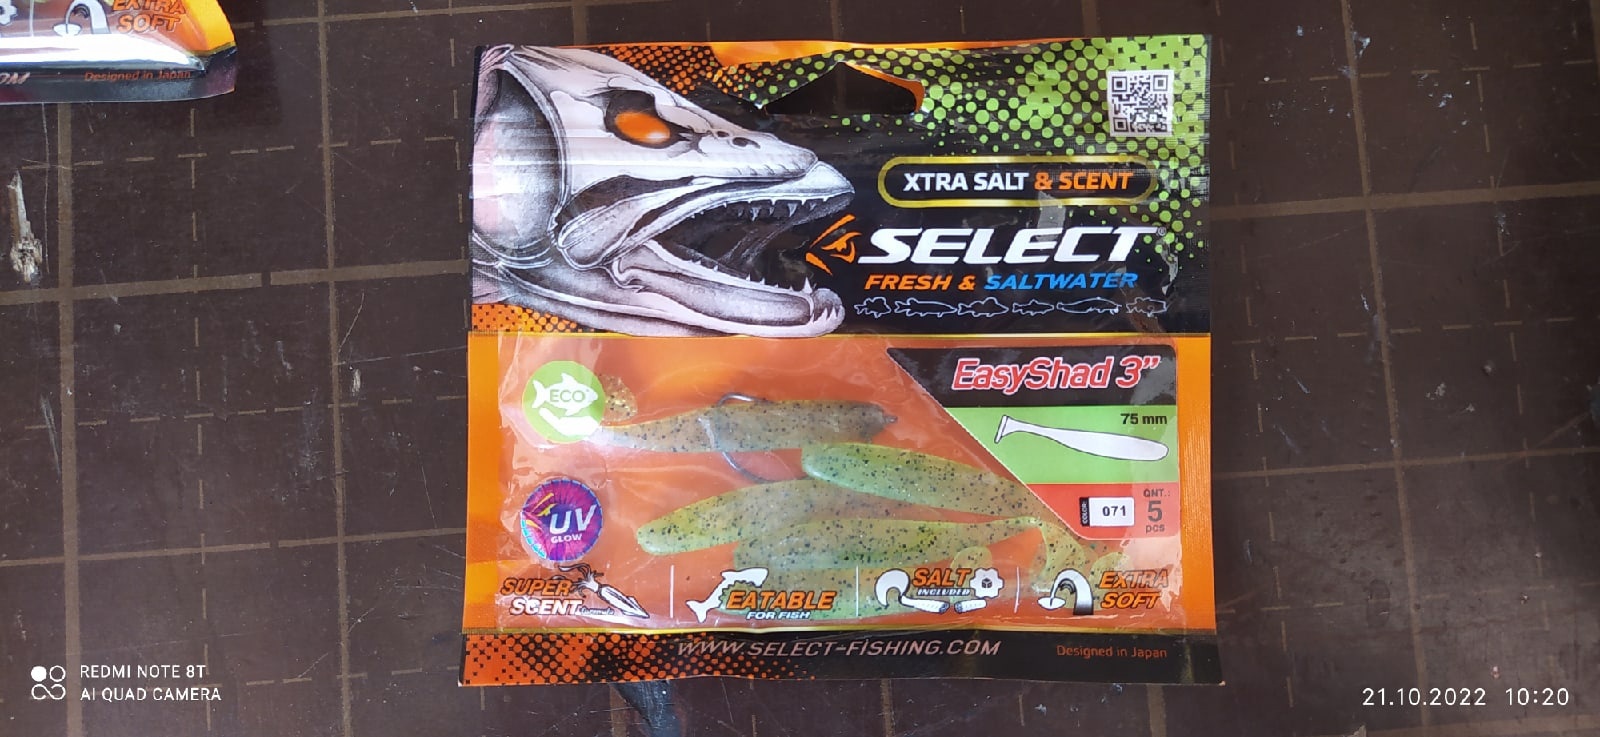 EXTRA
SOFT
OM
Designed in Japan
XTRA SALT & SCENT
SELECT®
FRESH & SALTWATER
EasyShad 3”
75 mm
ECO
COLOR
071
QNT.:
5
pcs
UV
GLOW
SUPER
SCENT formula
EATABLE
FOR FISH
SALT
INCLUDED
EXTRA
SOFT
WWW.SELECT-FISHING.COM
Designed in Japan
REDMI NOTE 8T
AI QUAD CAMERA
21.10.2022 10:20